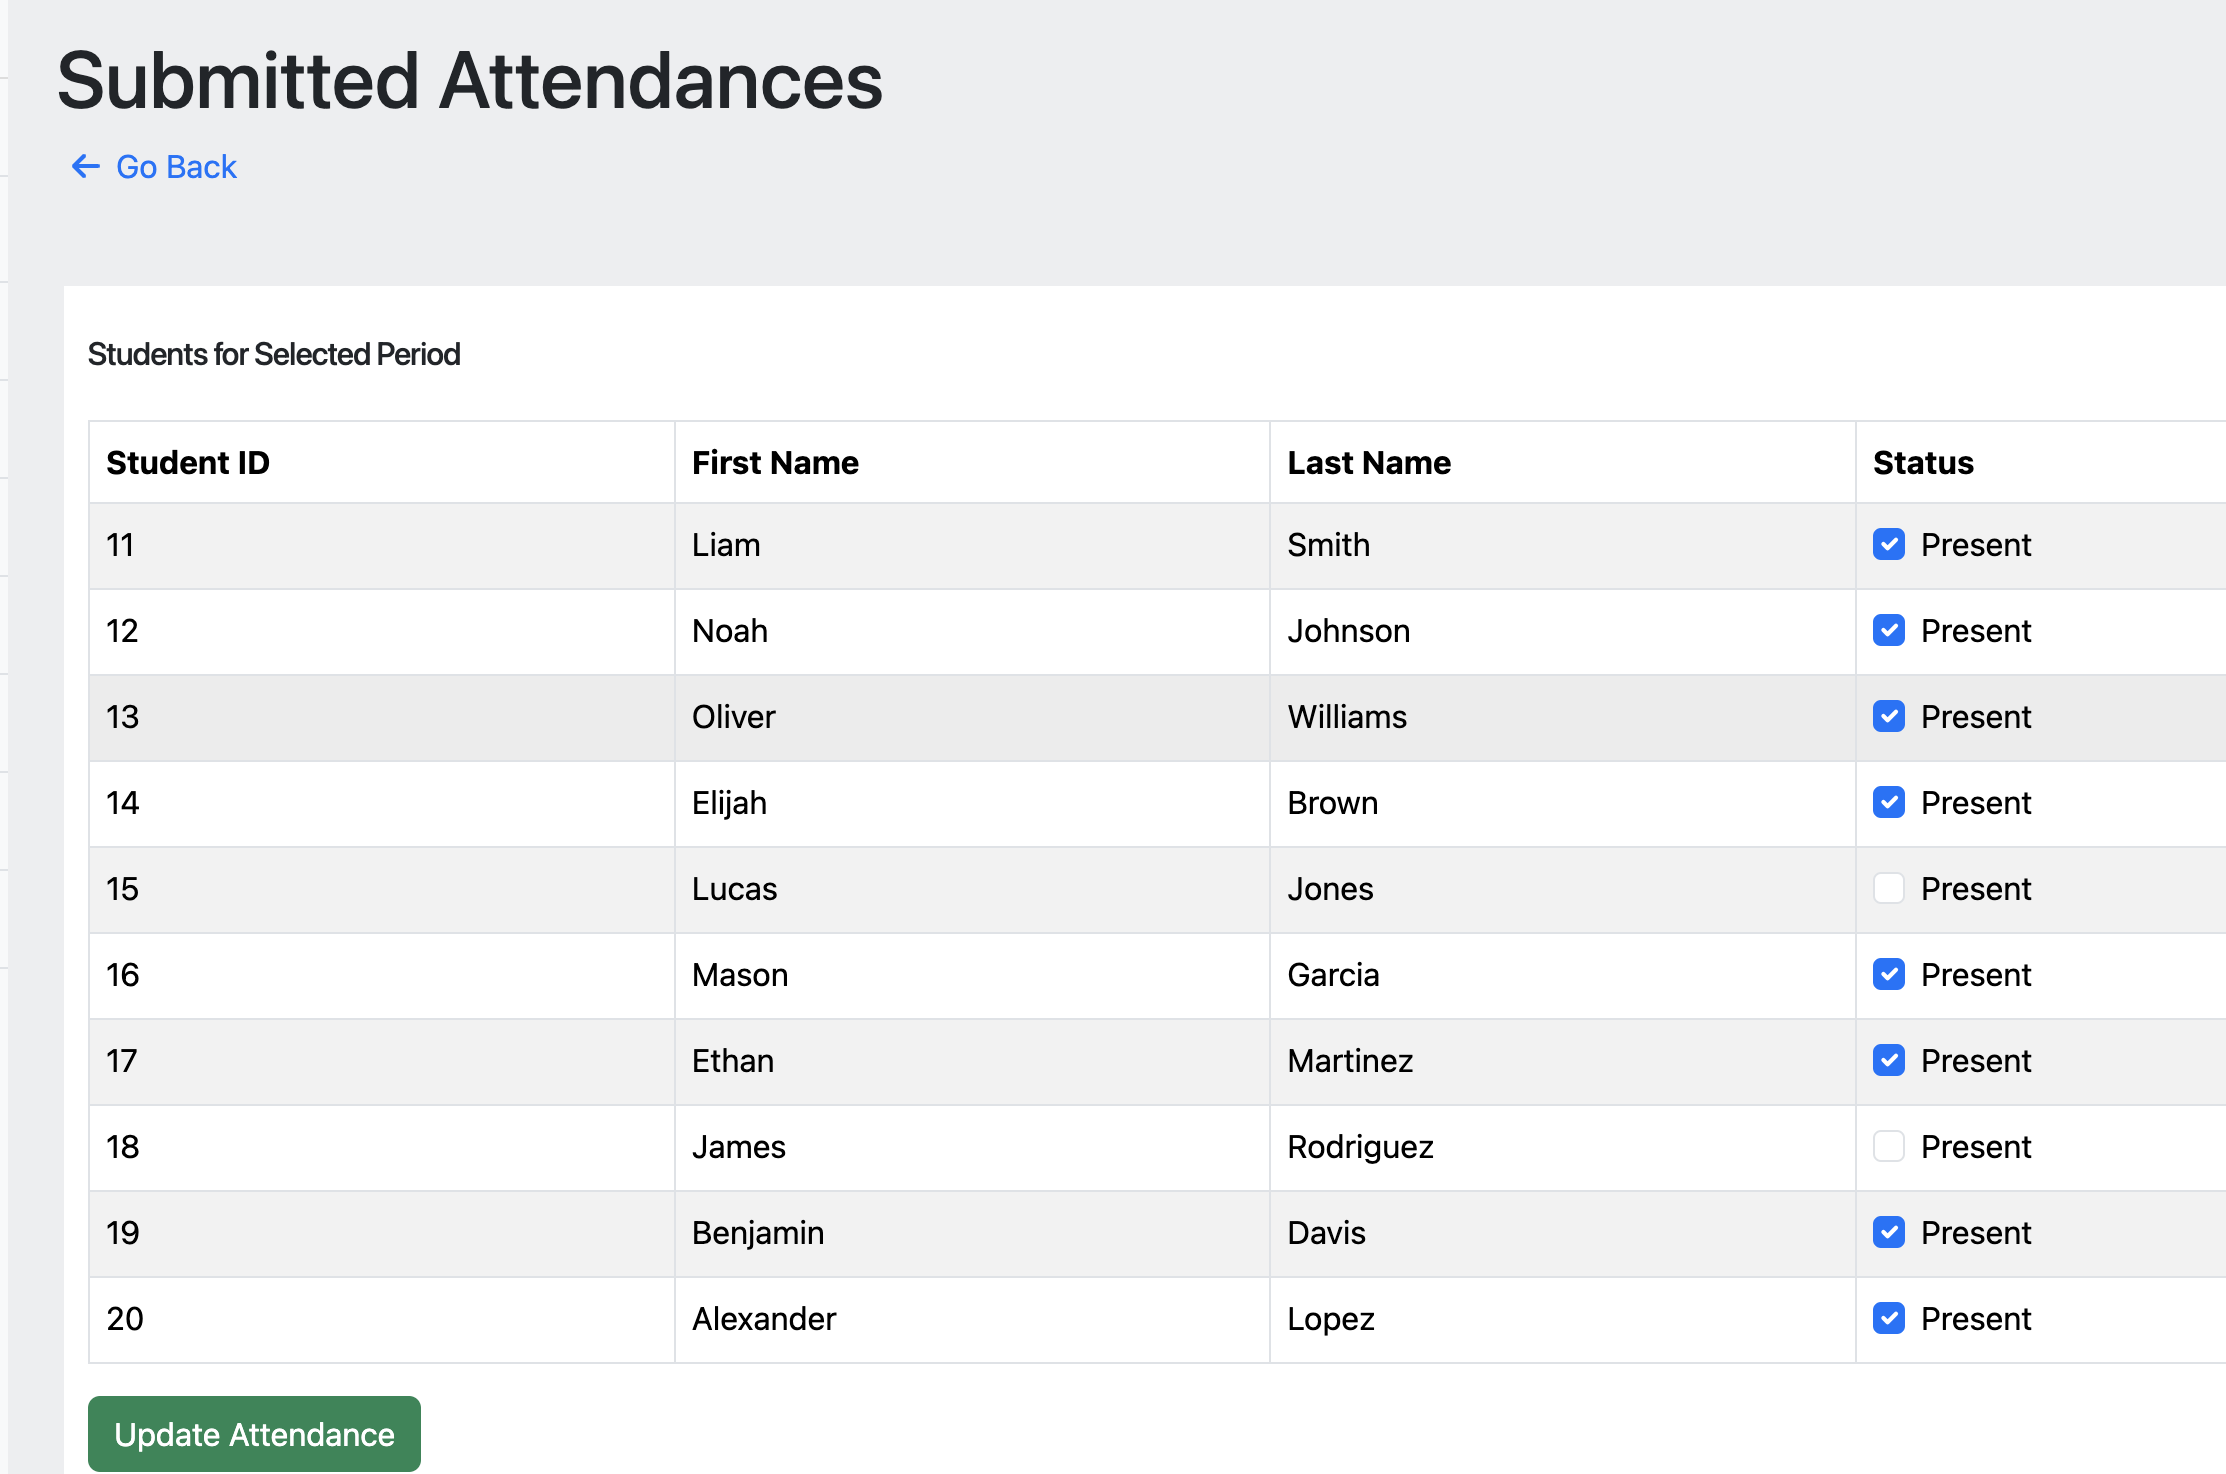 Submitted Attendances
Go Back
Students for Selected Period
Student ID First Name Last Name Status
11 Liam Smith Present
12 Noah Johnson Present
13 Oliver Williams Present
14 Elijah Brown Present
15 Lucas Jones Present
16 Mason Garcia Present
17 Ethan Martinez Present
18 James Rodriguez Present
19 Benjamin Davis Present
20 Alexander Lopez Present
Update Attendance